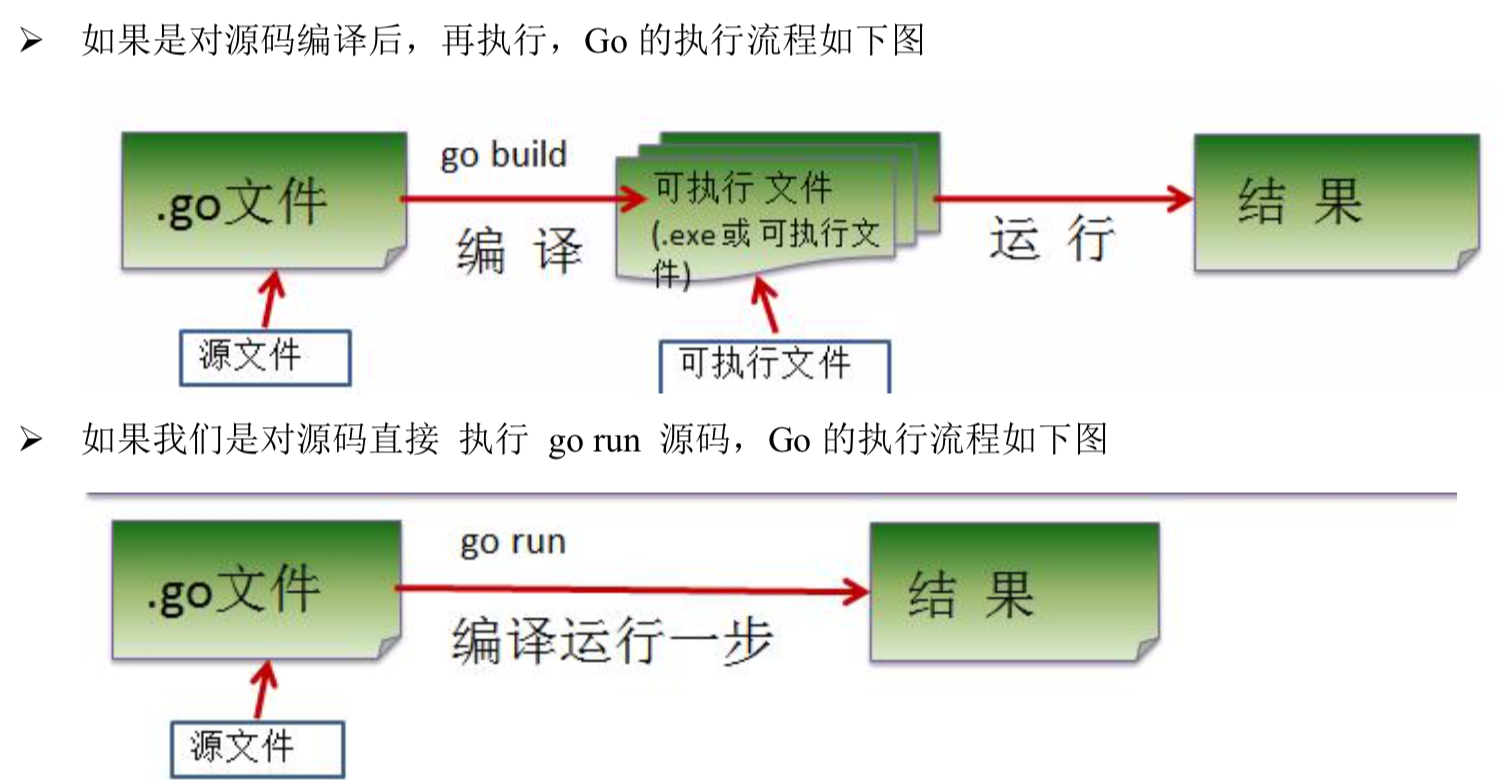 ➢ 如果是对源码编译后，再执行，Go 的执行流程如下图
go build
.go文件
编 译
可执行 文件
(.exe或 可执行文
件)
运 行
结 果
源文件
可执行文件
➢ 如果我们是对源码直接 执行 go run 源码，Go 的执行流程如下图
go run
.go文件
编译运行一步
结 果
源文件